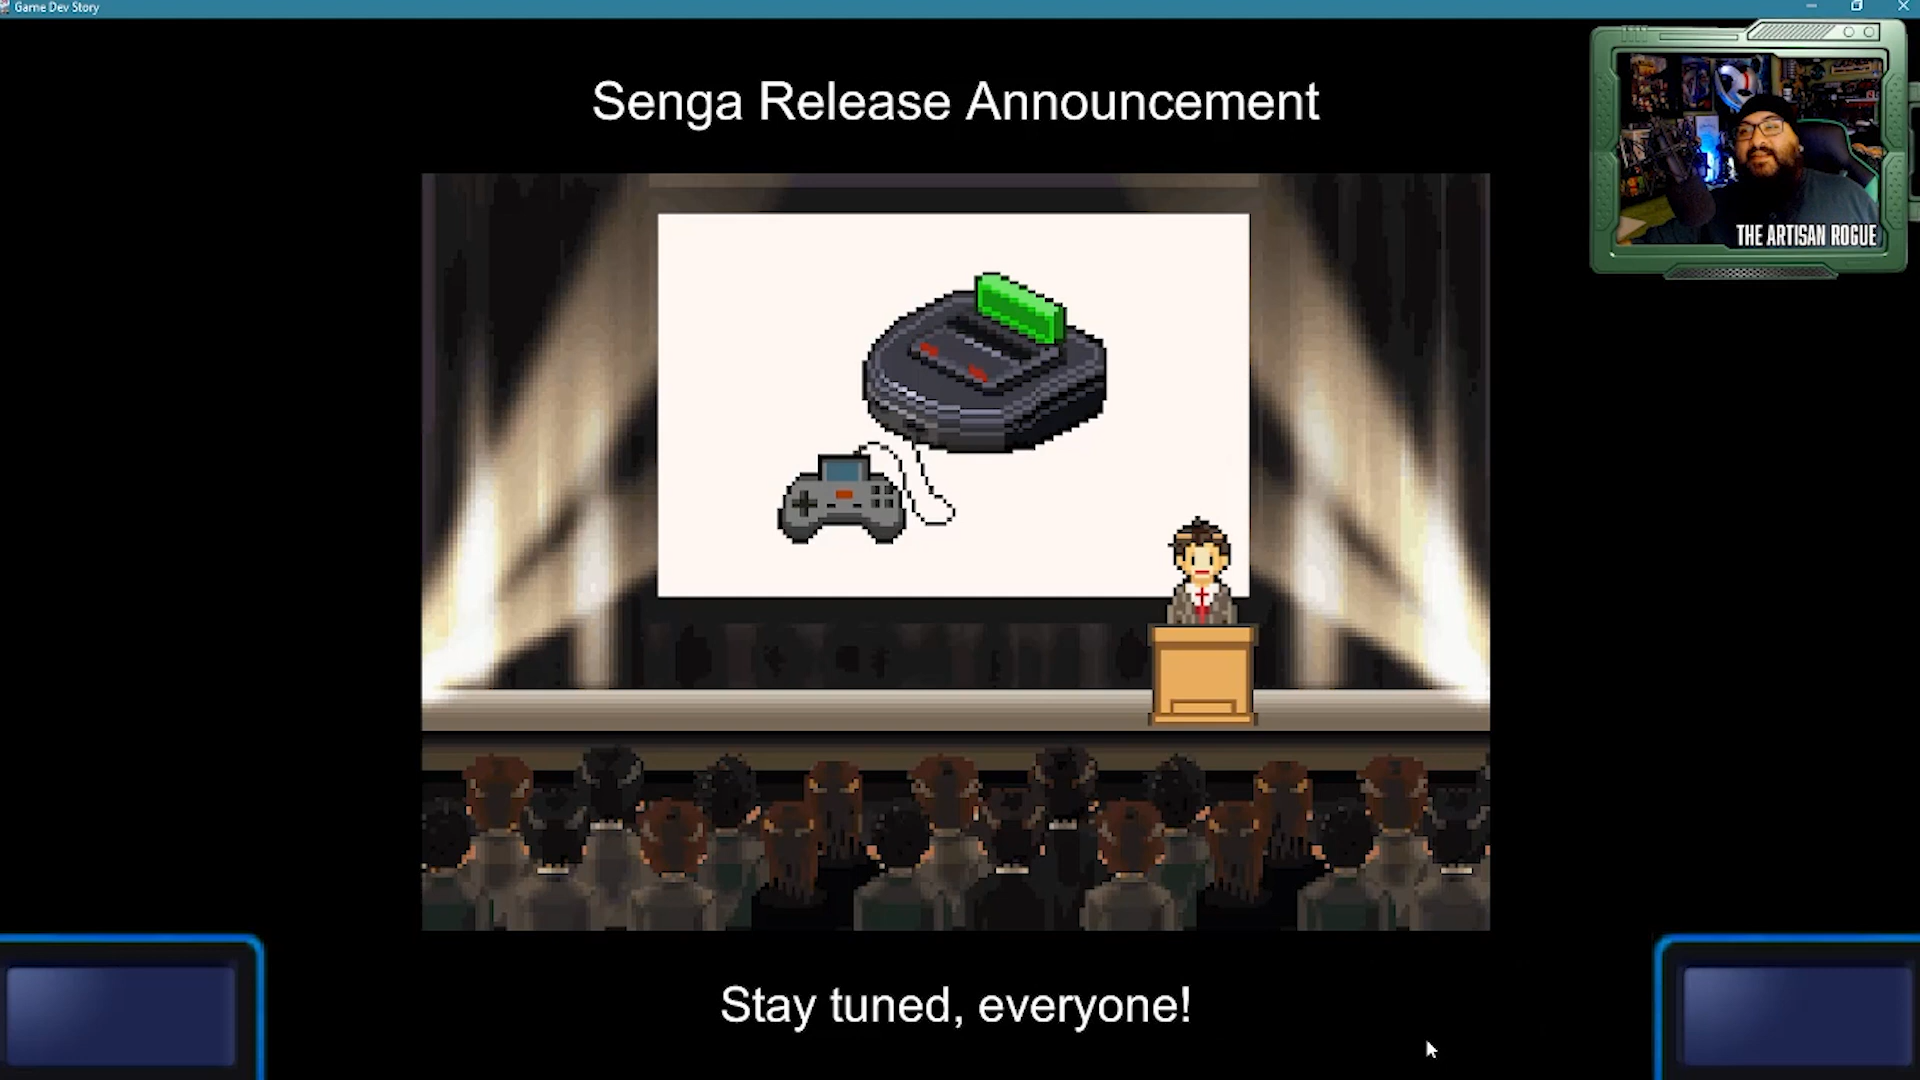 Game Dev Story
Senga Release Announcement
THE ARTISAN ROGUE
Stay tuned, everyone!